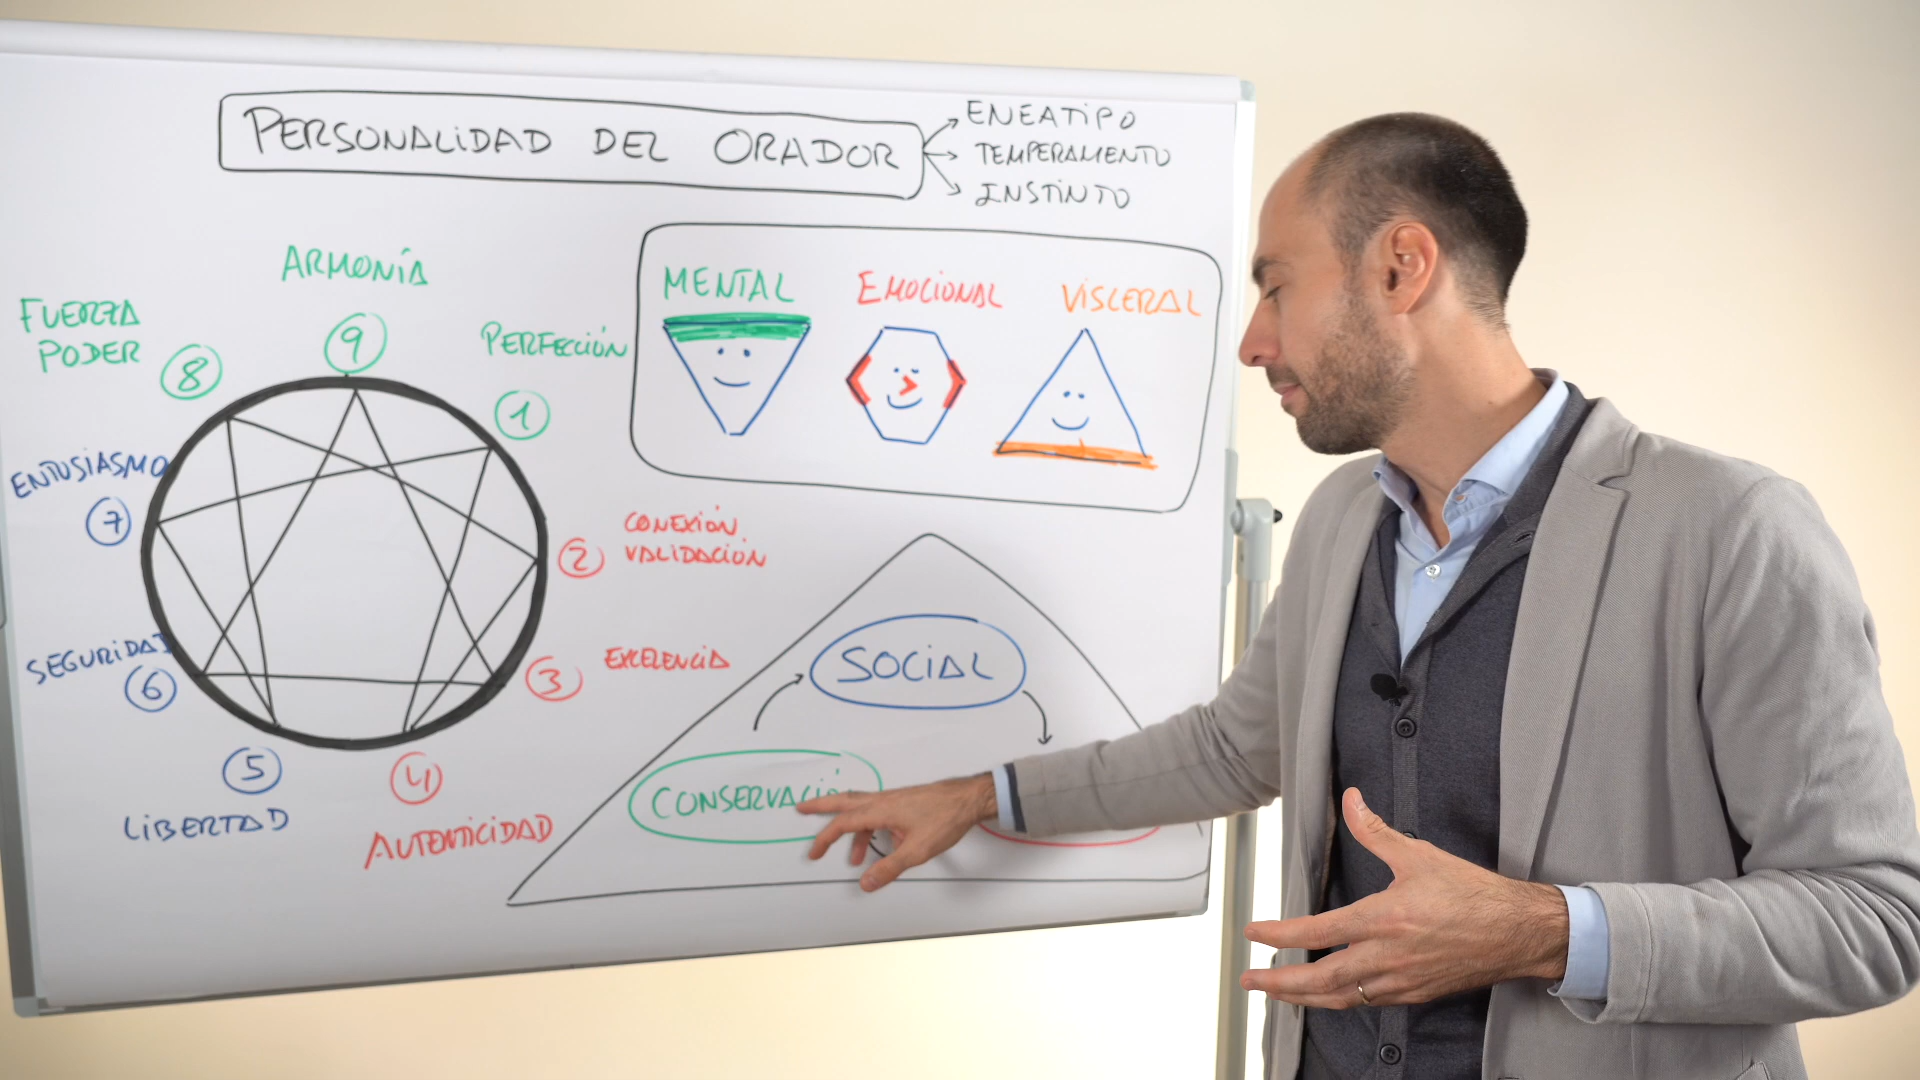 PERSONALIDAD DEL ORADOR
ENEATIPO
TEMPERAMENTO
INSTINTO
ARMONÍA
9
FUERZA
PODER
8
PERFECCIÓN
1
ENTUSIASMO
7
CONEXIÓN
VALIDACIÓN
2
SEGURIDAD
6
EXCELENCIA
3
5
LIBERTAD
4
AUTENTICIDAD
MENTAL
EMOCIONAL
VISCERAL
SOCIAL
CONSERVACIÓN